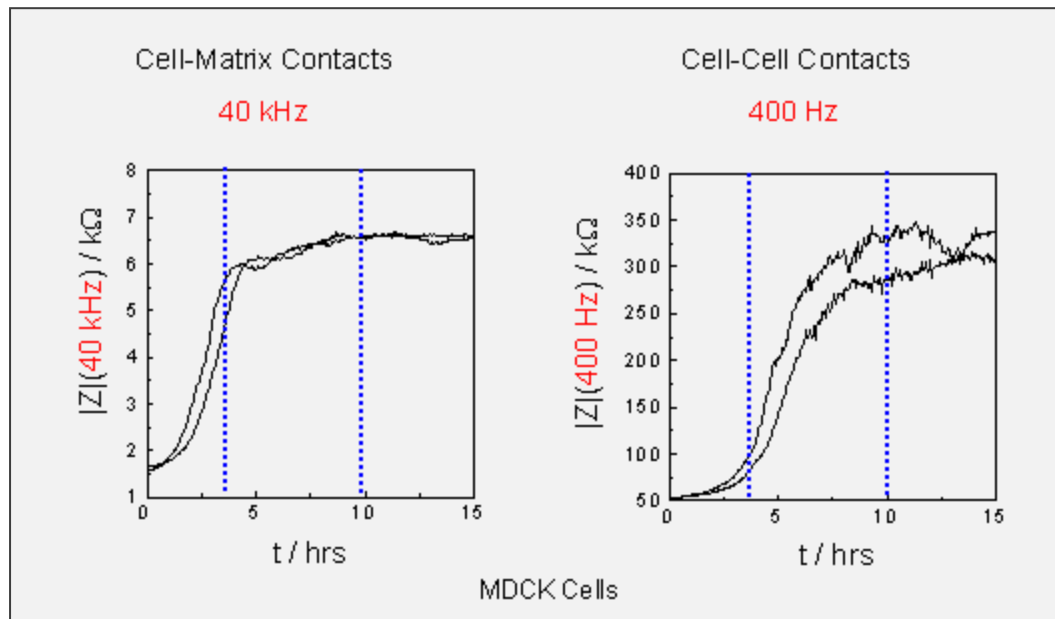 Cell-Matrix Contacts
40 kHz
|Z|(40 kHz) / kΩ
8
7
6
5
4
3
2
1
0
5
10
15
t / hrs
Cell-Cell Contacts
400 Hz
|Z|(400 Hz) / kΩ
400
350
300
250
200
150
100
50
0
5
10
15
t / hrs
MDCK Cells